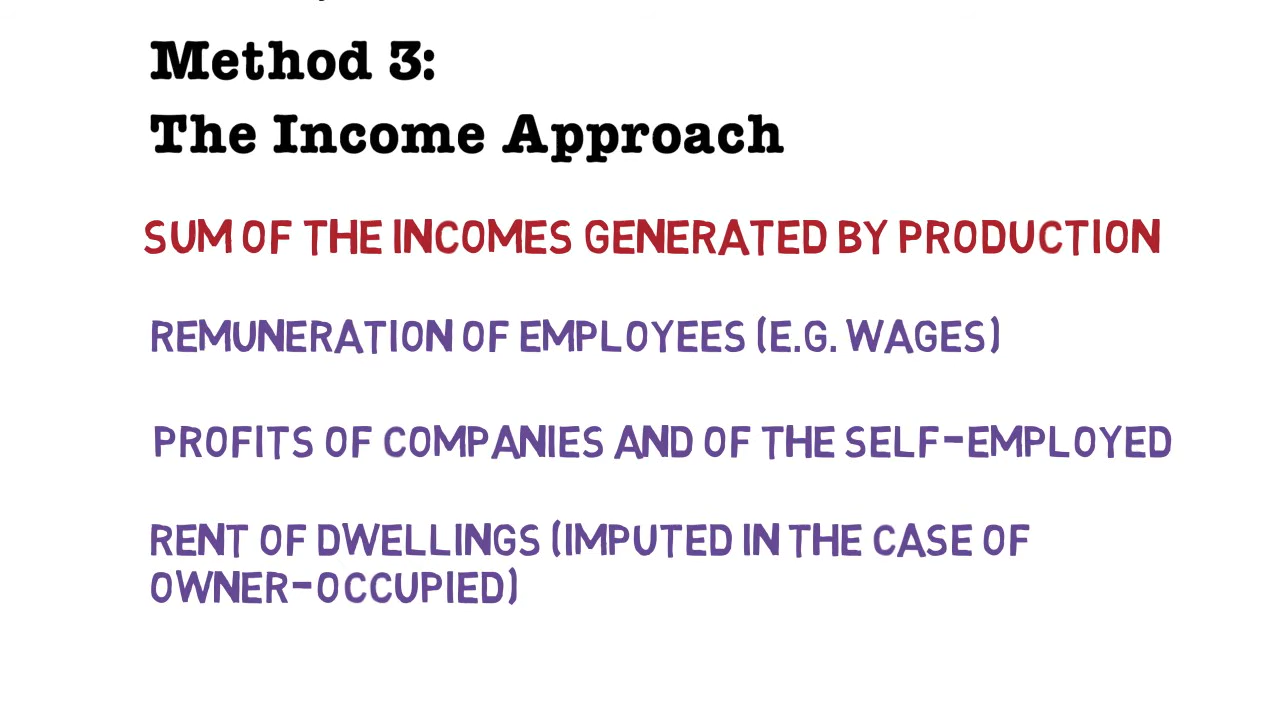 Method 3:
The Income Approach
SUM OF THE INCOMES GENERATED BY PRODUCTION
REMUNERATION OF EMPLOYEES (E.G. WAGES)
PROFITS OF COMPANIES AND OF THE SELF-EMPLOYED
RENT OF DWELLINGS (IMPUTED IN THE CASE OF
OWNER-OCCUPIED)